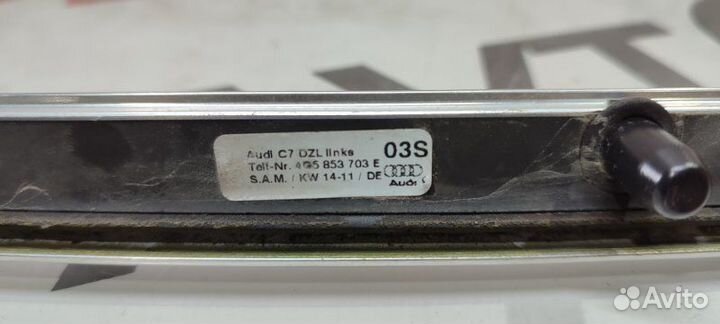 Audi C7 DZL links 03S
Teil-Nr. 4G5 853 703 E
S.A.M. / KW 14-11 / DE
Audi
Avito